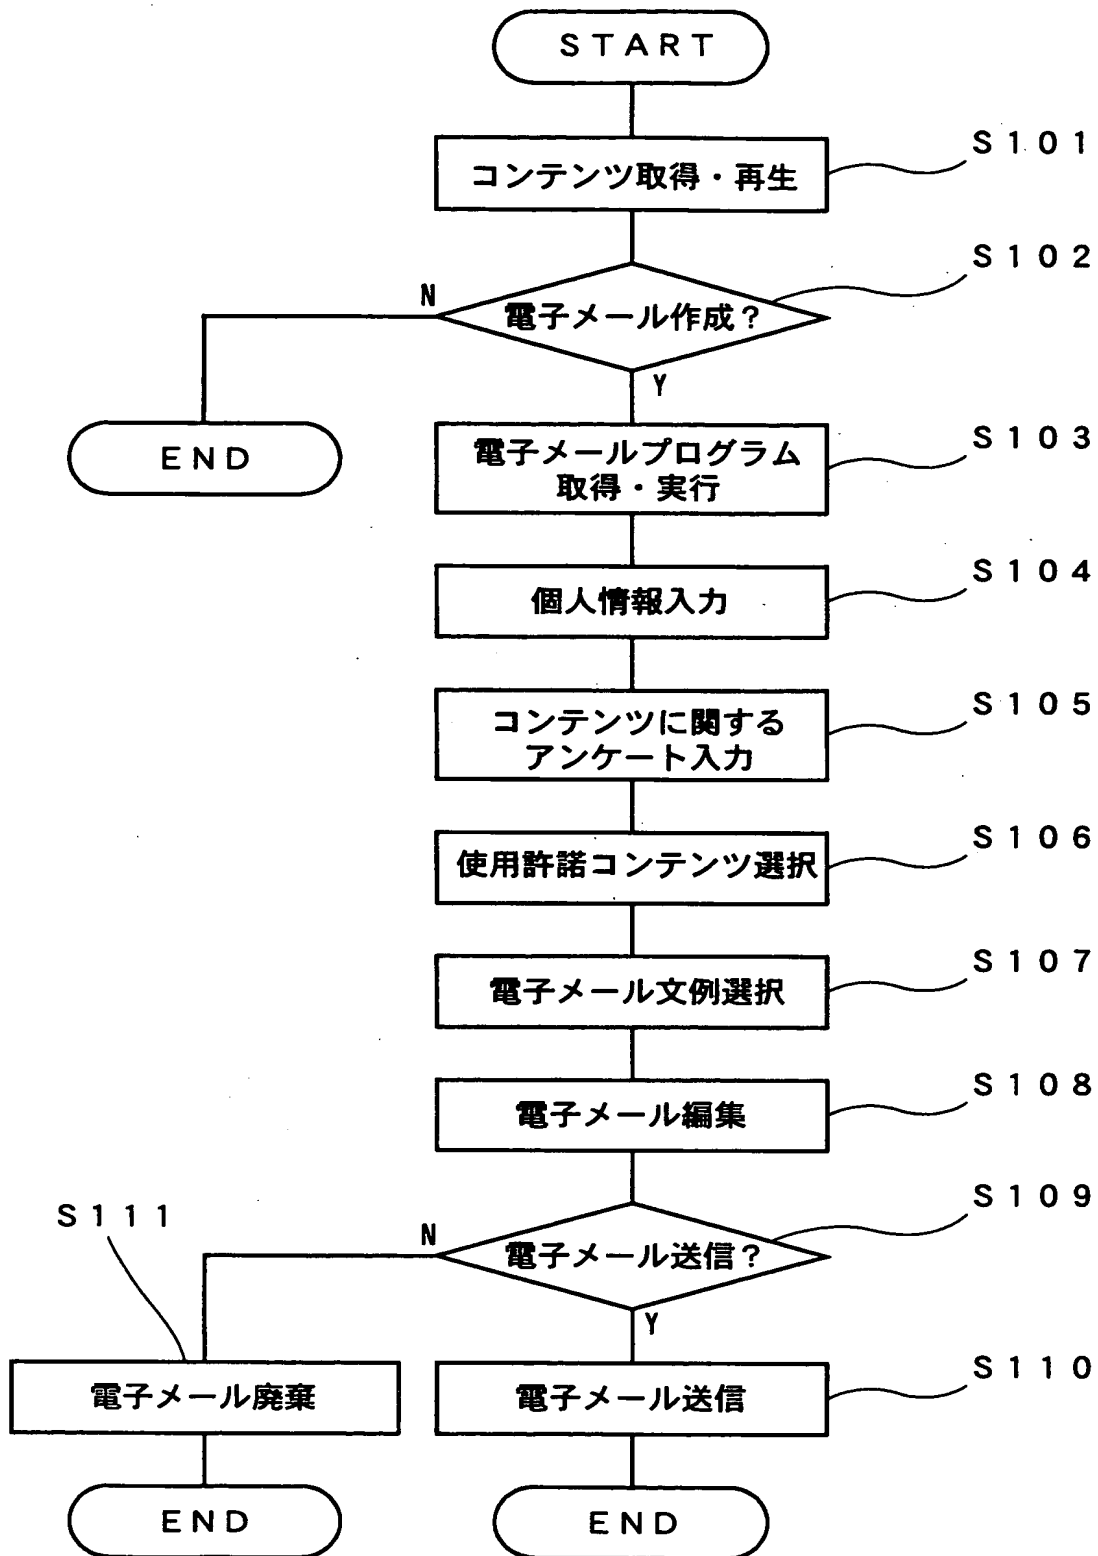 START
S101
コンテンツ取得・再生
S102
N
電子メール作成?
Y
END
S103
電子メールプログラム
取得・実行
S104
個人情報入力
S105
コンテンツに関する
アンケート入力
S106
使用許諾コンテンツ選択
S107
電子メール文例選択
S108
電子メール編集
S109
S111
N
電子メール送信?
Y
S110
電子メール廃棄
電子メール送信
END
END